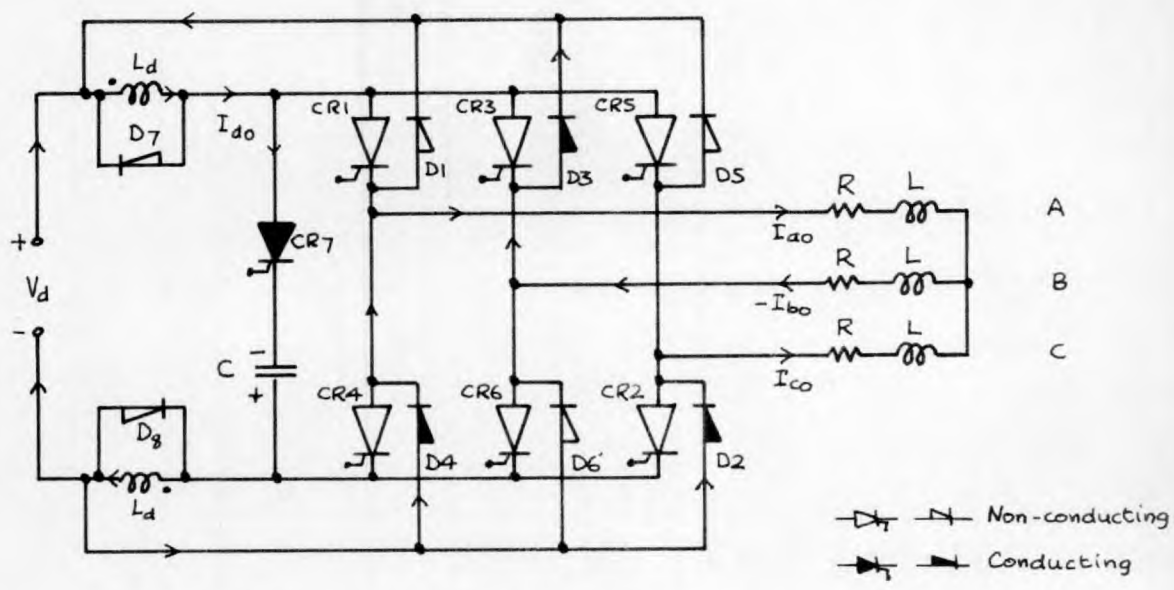 Ld
D7
Ido
CR1
CR3
CR5
D1
D3
D5
R
L
A
Iao
+
Vd
-
CR7
R
L
B
-Ibo
R
L
C
Ico
C
-
+
CR4
CR6
CR2
D8
D4
D6
D2
Ld
Non-conducting
Conducting